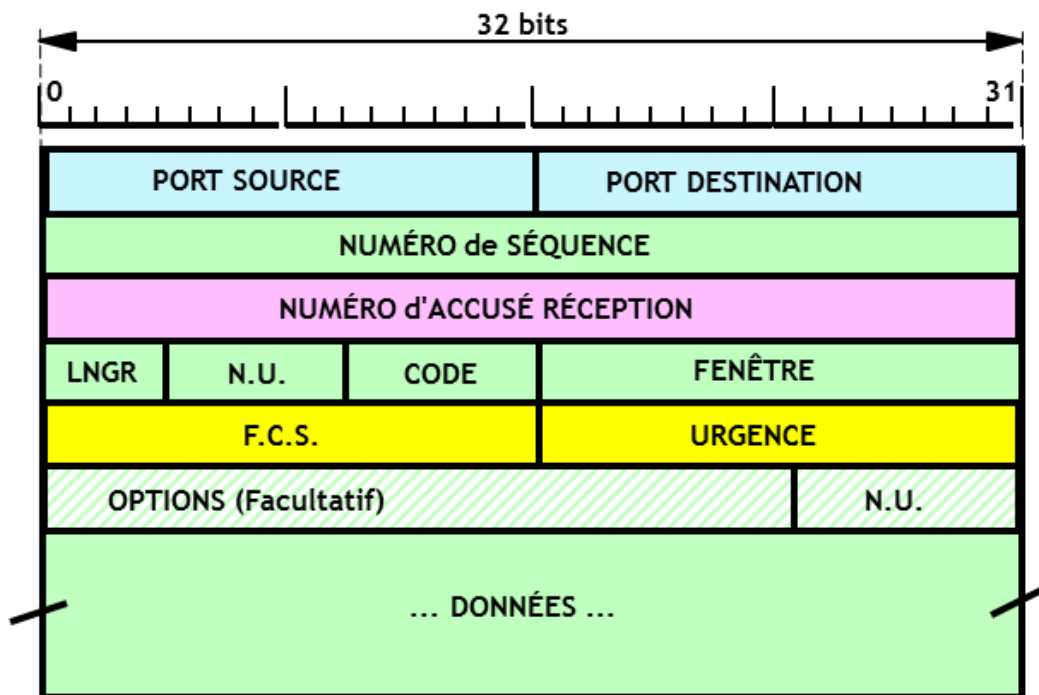 32 bits
0 31
PORT SOURCE PORT DESTINATION
NUMÉRO de SÉQUENCE
NUMÉRO d'ACCUSÉ RÉCEPTION
LNGR N.U. CODE FENÊTRE
F.C.S. URGENCE
OPTIONS (Facultatif) N.U.
... DONNÉES ...